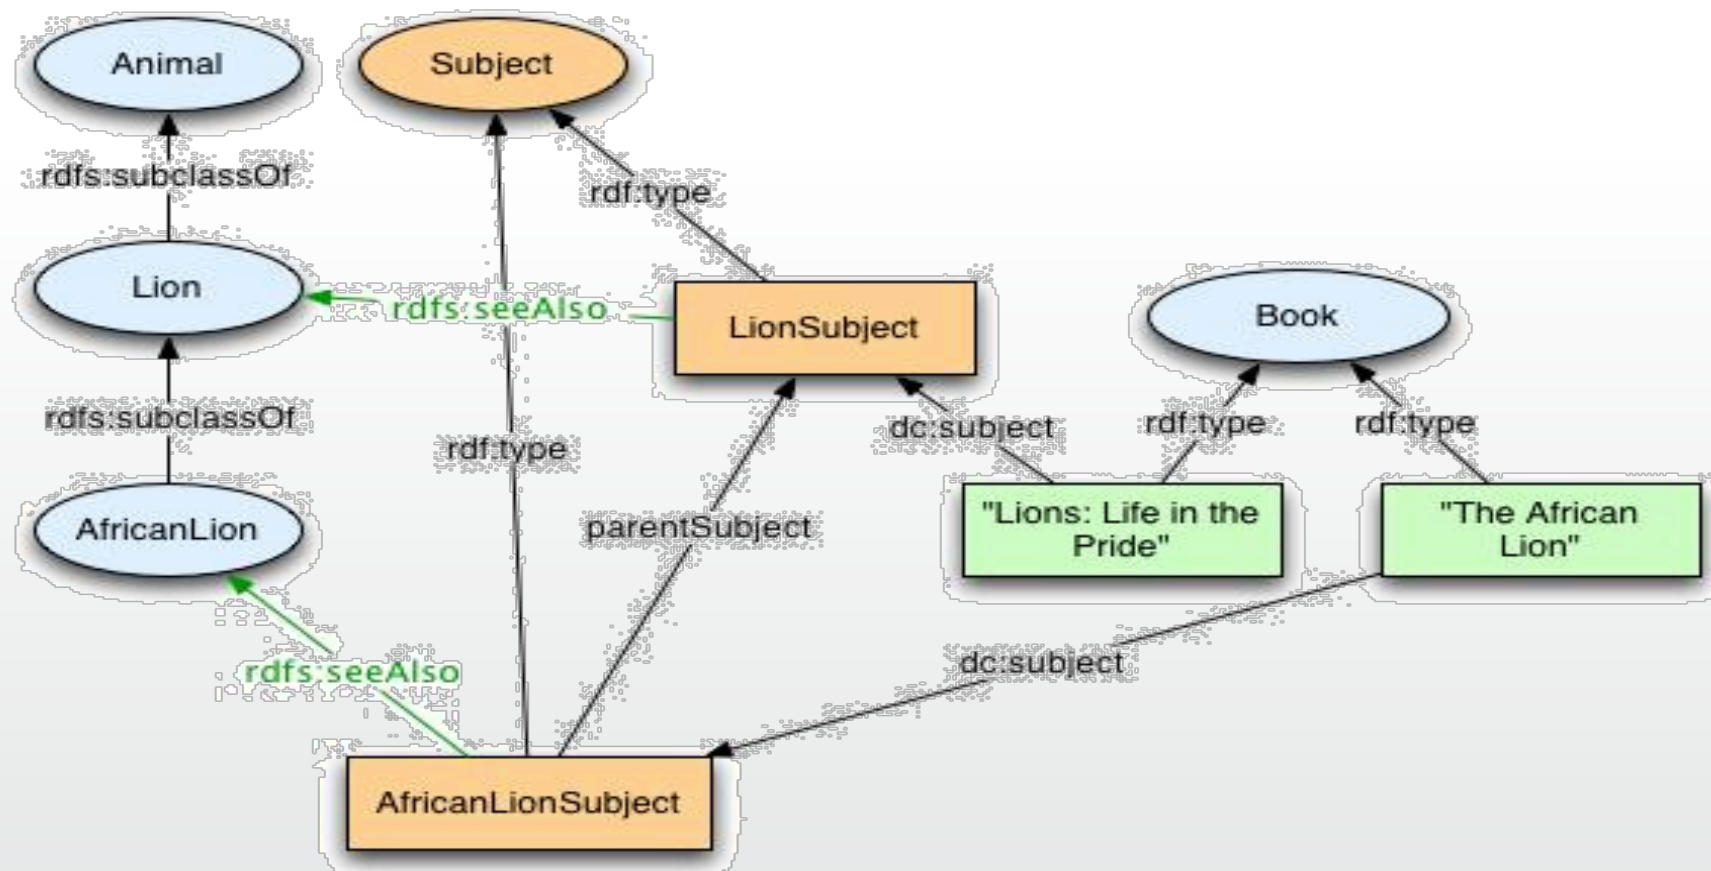 Animal
Subject
rdfs:subclassOf
rdf:type
Lion
rdfs:seeAlso
LionSubject
Book
rdfs:subclassOf
rdf:type
dc:subject
rdf:type
rdf:type
AfricanLion
parentSubject
"Lions: Life in the
Pride"
"The African
Lion"
rdfs:seeAlso
dc:subject
AfricanLionSubject